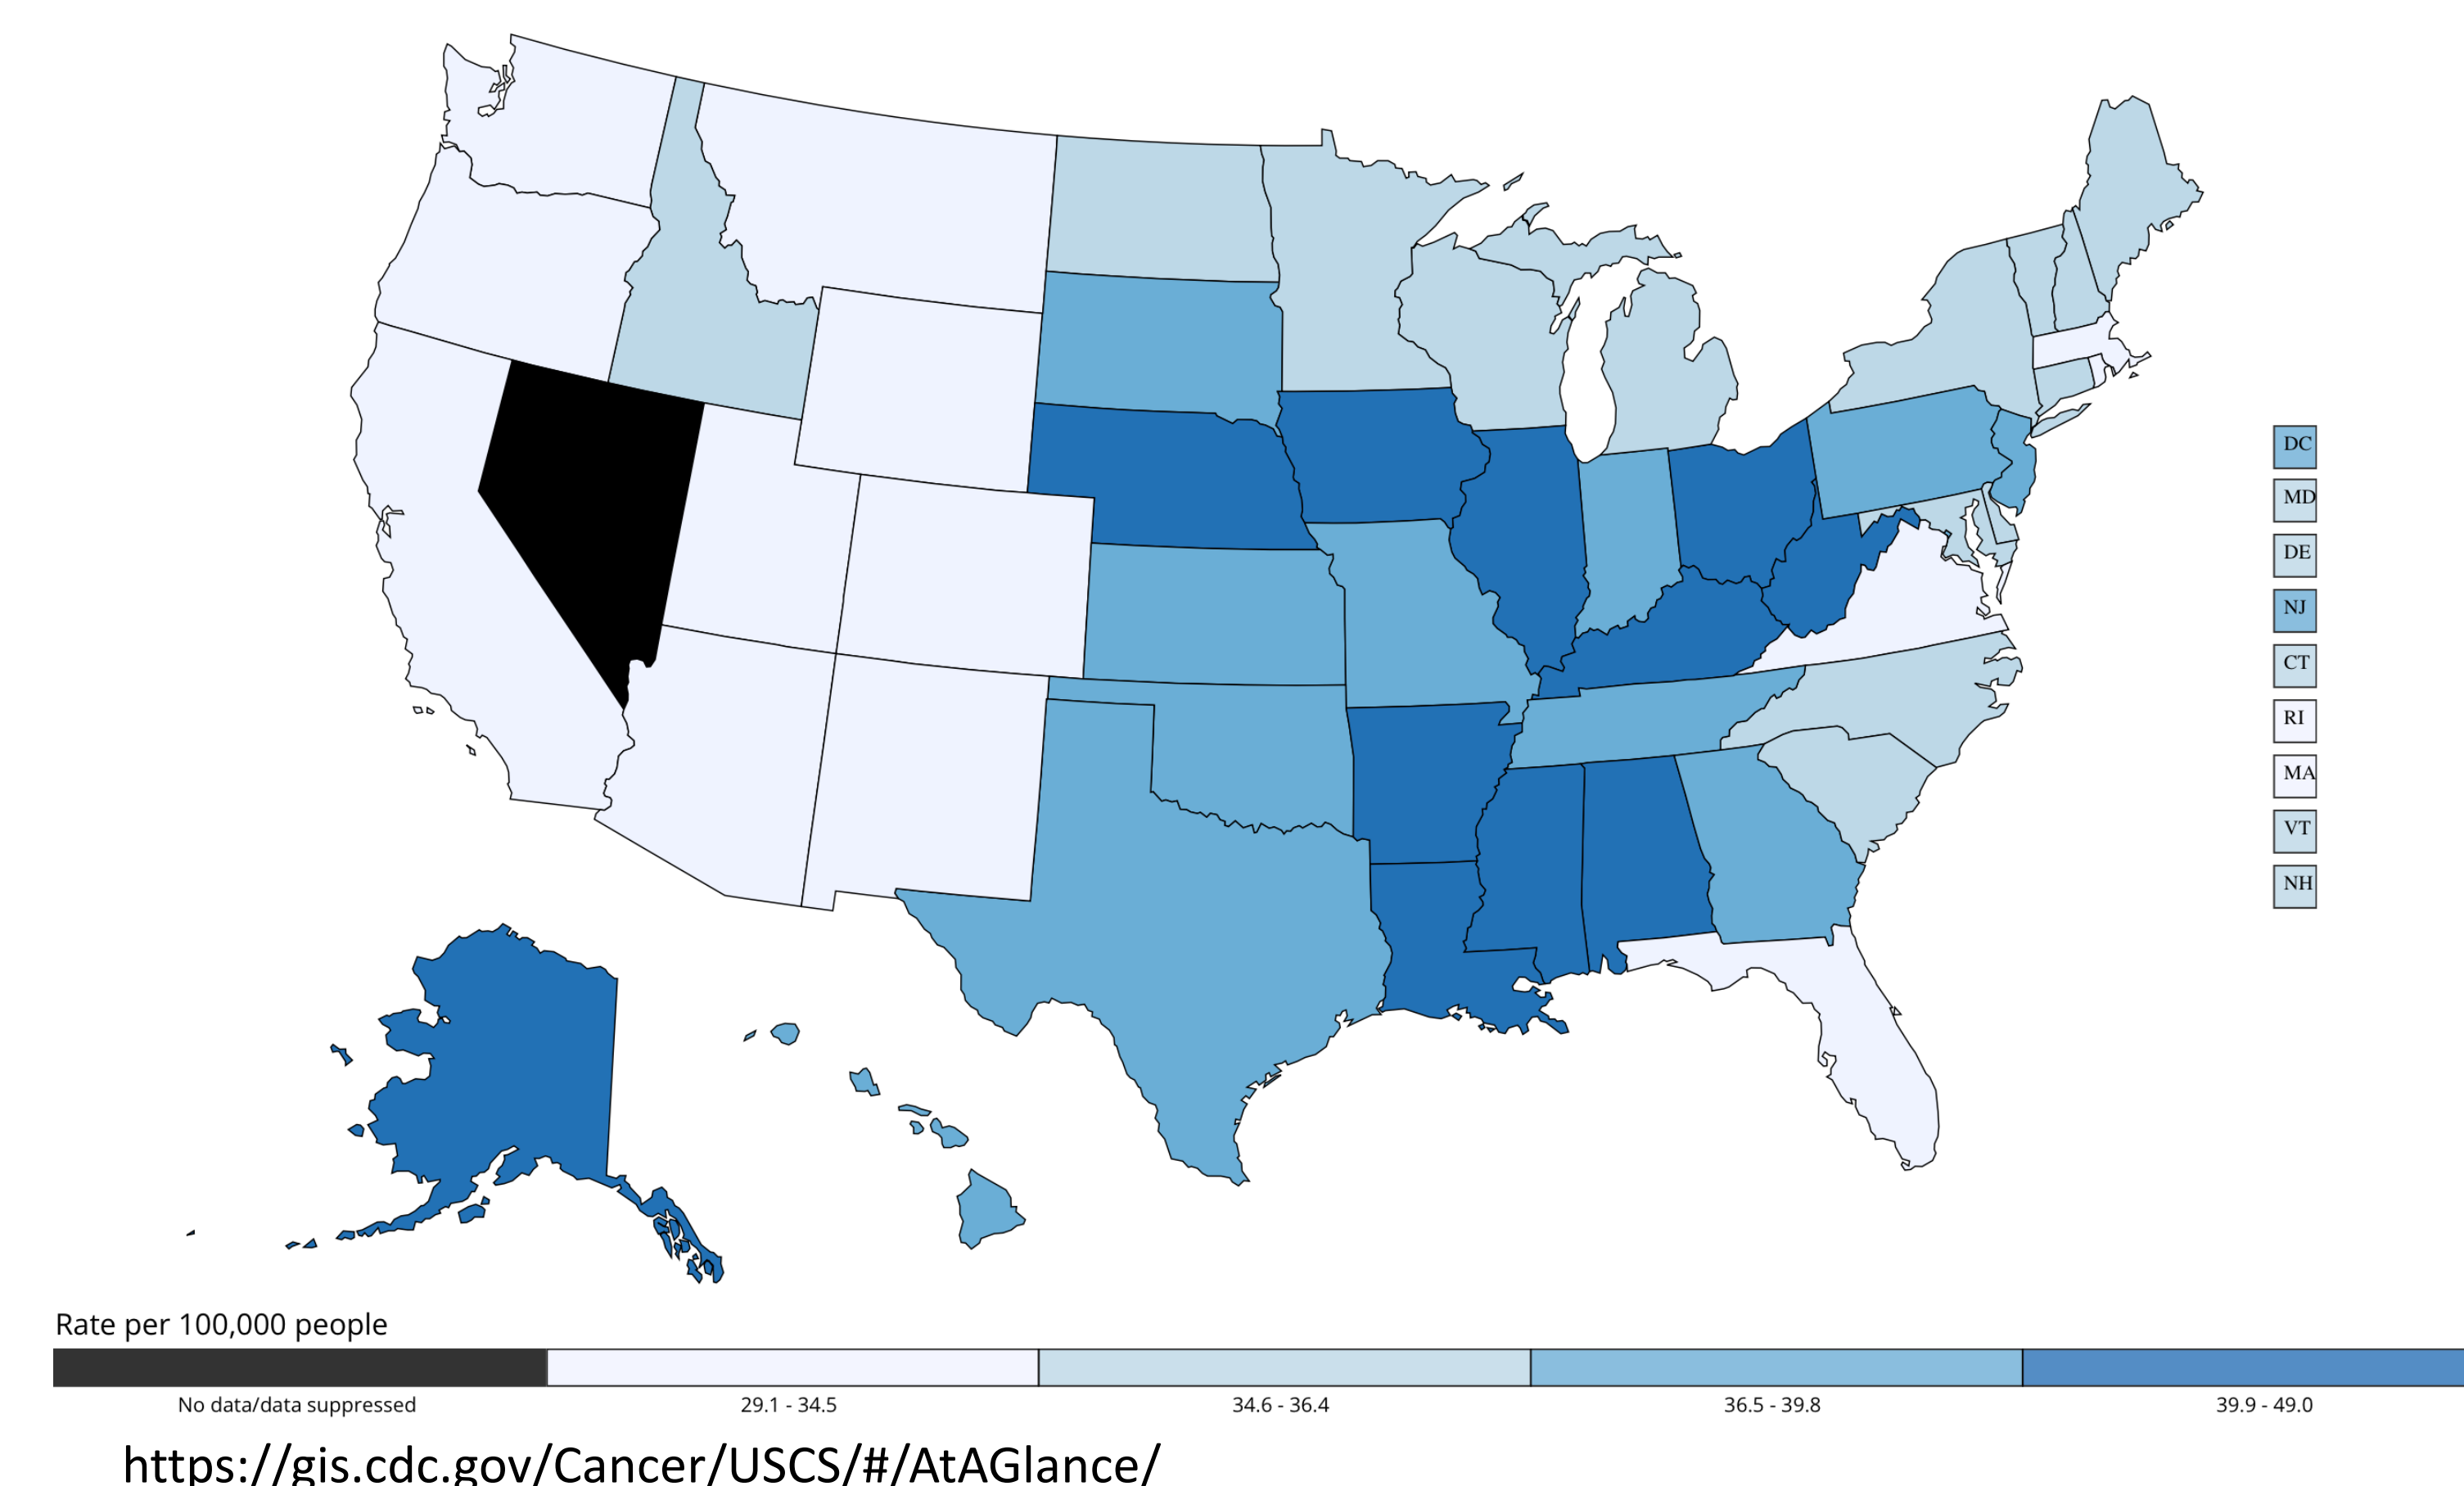 DC
MD
DE
NJ
CT
RI
MA
VT
NH
Rate per 100,000 people
No data/data suppressed
29.1 - 34.5
34.6 - 36.4
36.5 - 39.8
39.9 - 49.0
https://gis.cdc.gov/Cancer/USCS/#/AtAGlance/